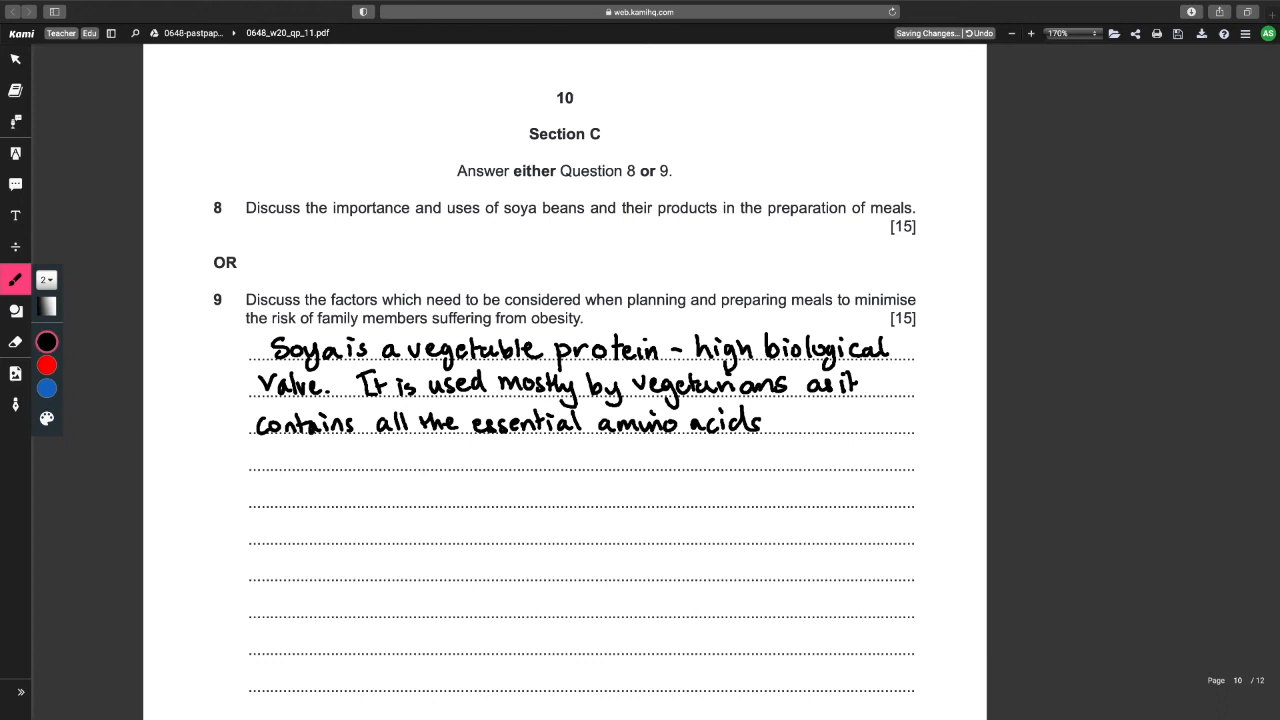 web.kamihq.com
Kami Teacher Edu 0648-pastpap... 0648_w20_qp_11.pdf Saving Changes... Undo 170% AS
10
Section C
Answer either Question 8 or 9.
8 Discuss the importance and uses of soya beans and their products in the preparation of meals.
[15]
OR
9 Discuss the factors which need to be considered when planning and preparing meals to minimise
the risk of family members suffering from obesity. [15]
2
Soya is a vegetable protein - high biological
value. It is used mostly by vegetarians as it
contains all the essential amino acids
Page 10 / 12